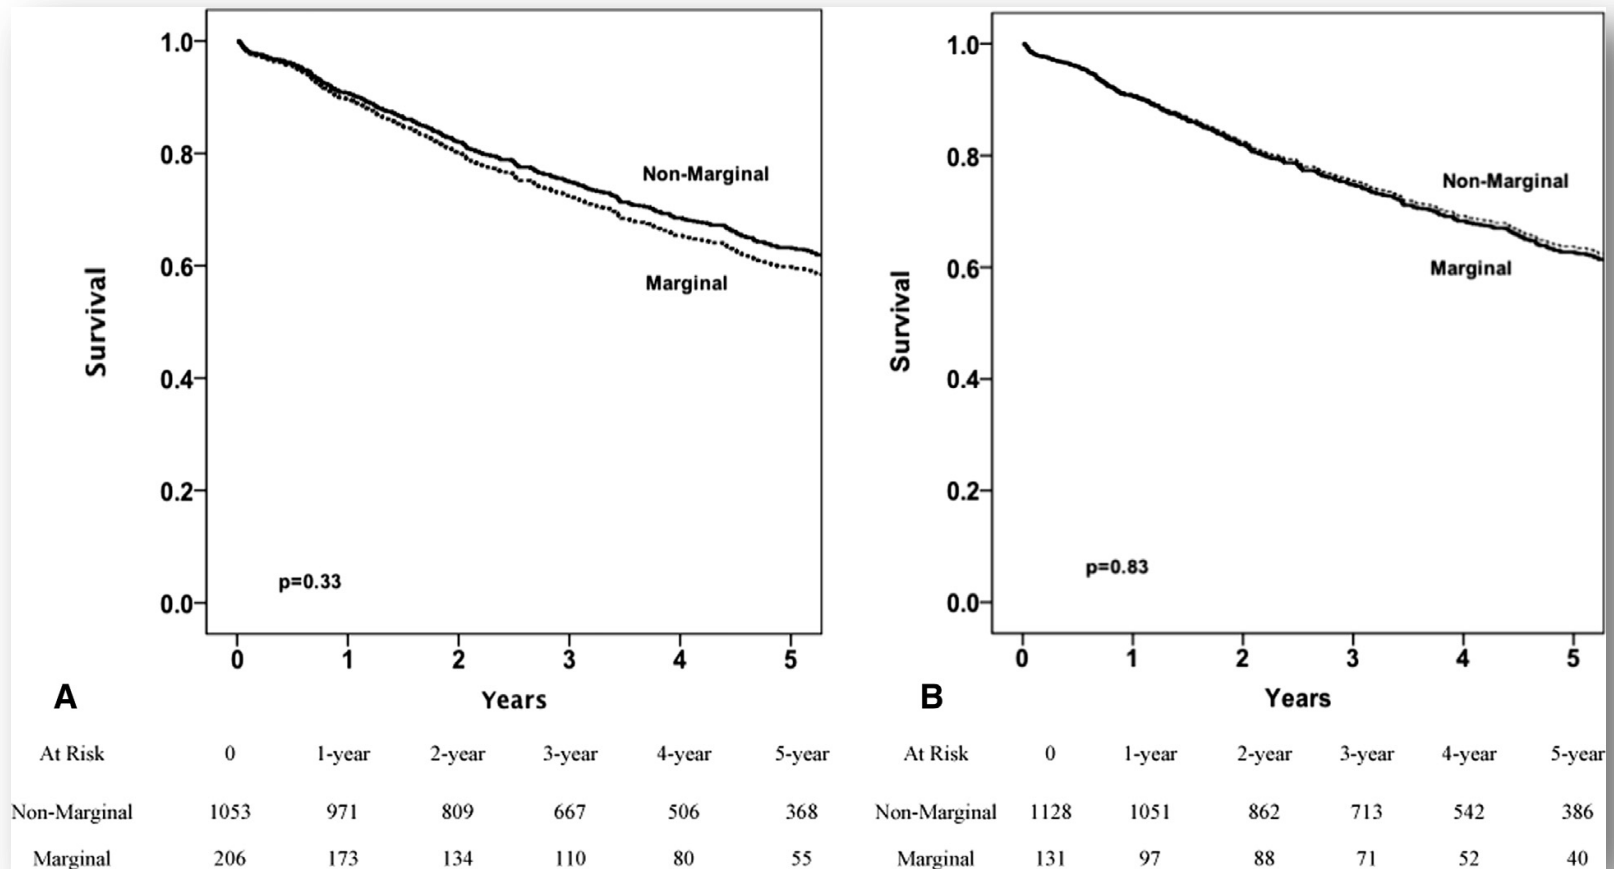 1.0
0.8
0.6
0.4
0.2
0.0
Survival
Non-Marginal
Marginal
p=0.33
0 1 2 3 4 5
Years
A
At Risk 0 1-year 2-year 3-year 4-year 5-year
Non-Marginal 1053 971 809 667 506 368
Marginal 206 173 134 110 80 55
1.0
0.8
0.6
0.4
0.2
0.0
Survival
Non-Marginal
Marginal
p=0.83
0 1 2 3 4 5
Years
B
At Risk 0 1-year 2-year 3-year 4-year 5-year
Non-Marginal 1128 1051 862 713 542 386
Marginal 131 97 88 71 52 40